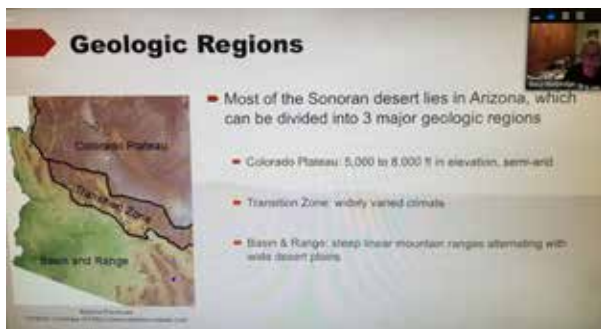 Geologic Regions
Most of the Sonoran desert lies in Arizona, which
can be divided into 3 major geologic regions
Colorado Plateau: 5,000 to 8,000 ft in elevation, semi-arid
Transition Zone: widely varied climate
Basin & Range: steep linear mountain ranges alternating with
wide desert plains
Colorado Plateau
Transition Zone
Basin and Range